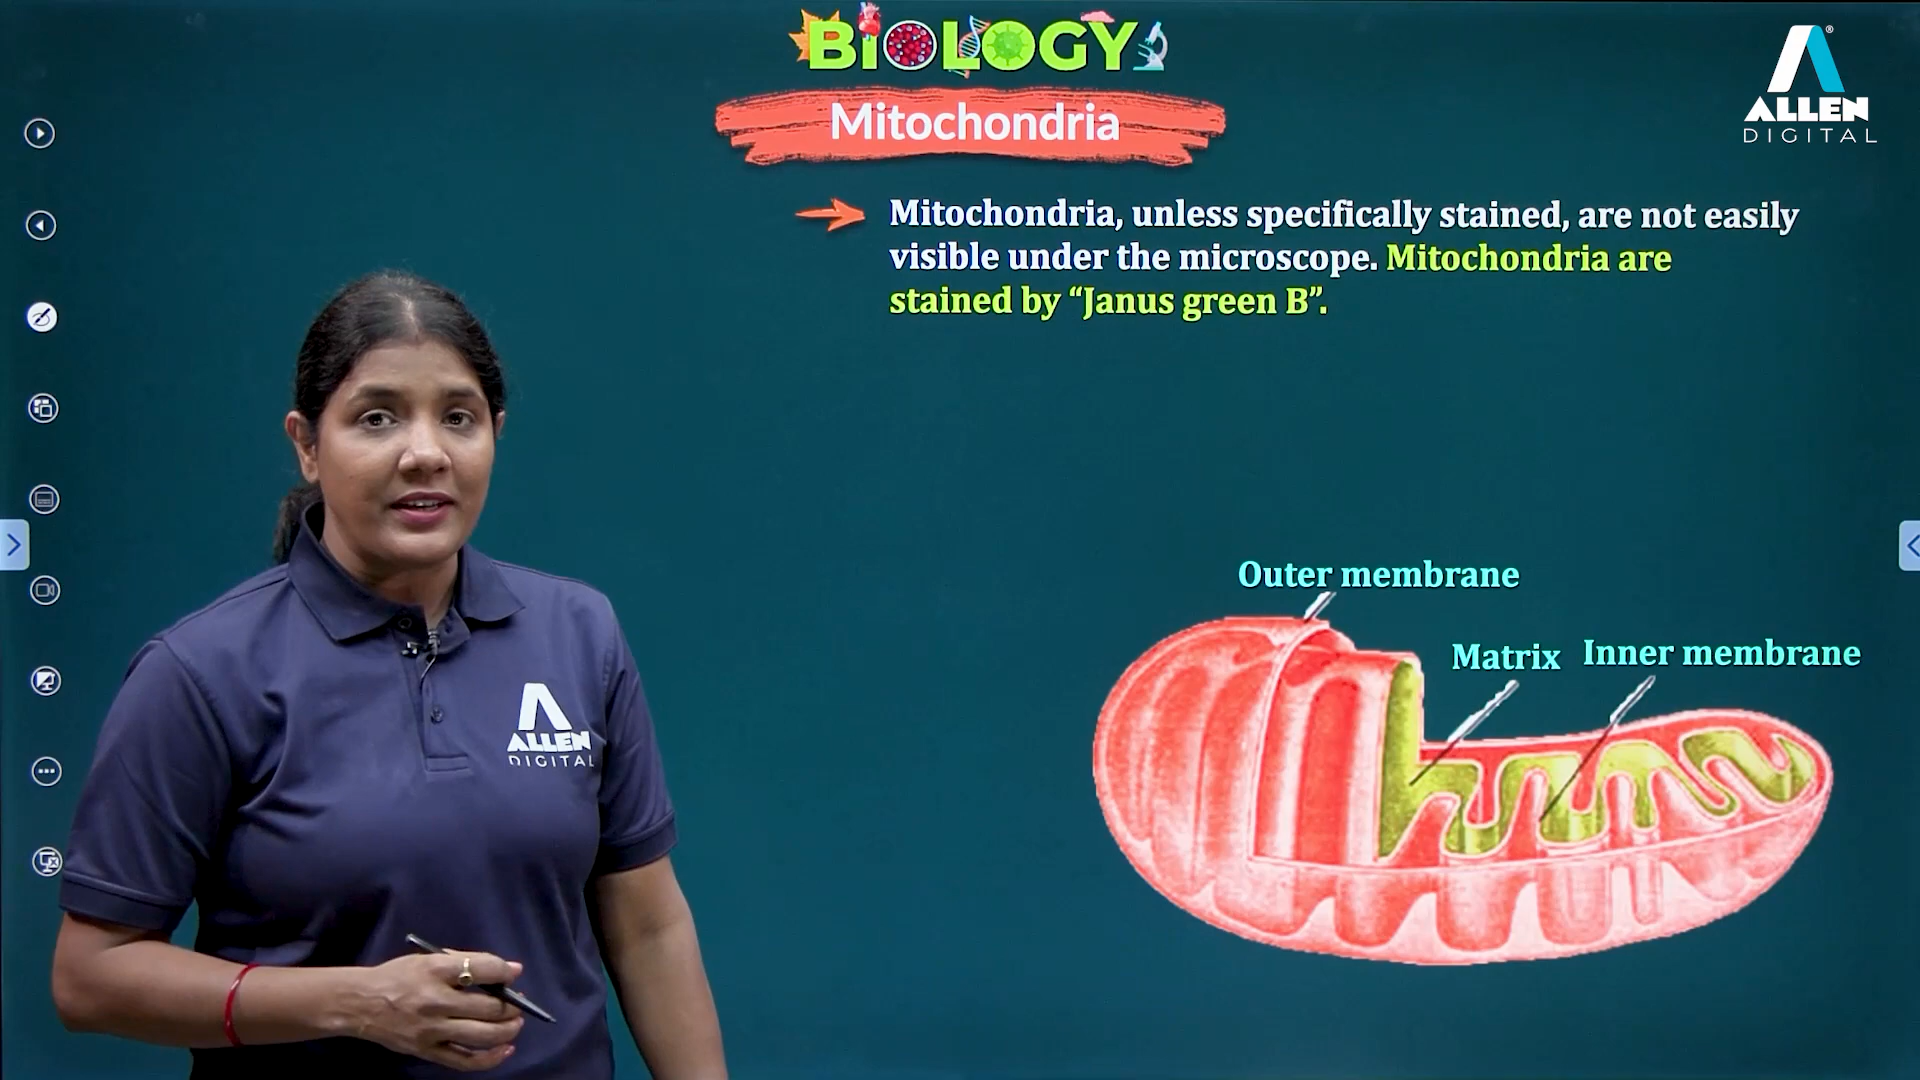 BIOLOGY
Mitochondria
ALLEN
DIGITAL
Mitochondria, unless specifically stained, are not easily
visible under the microscope. Mitochondria are
stained by “Janus green B”.
Outer membrane
Matrix
Inner membrane
ALLEN
DIGITAL